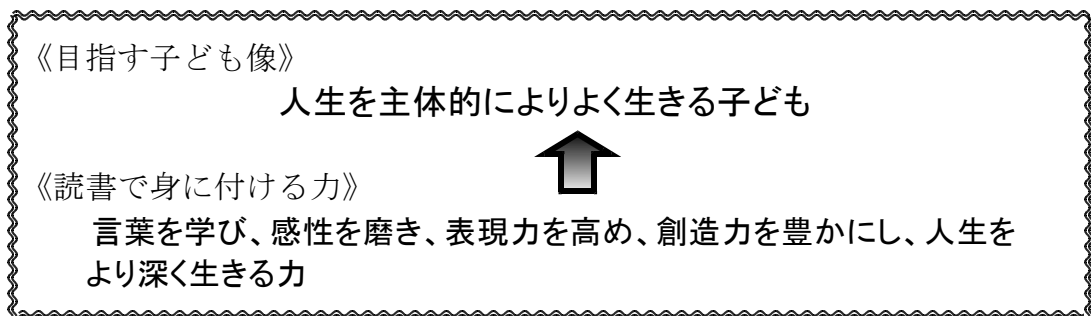 《目指す子ども像》
人生を主体的によりよく生きる子ども
《読書で身に付ける力》
言葉を学び、感性を磨き、表現力を高め、創造力を豊かにし、人生を
より深く生きる力